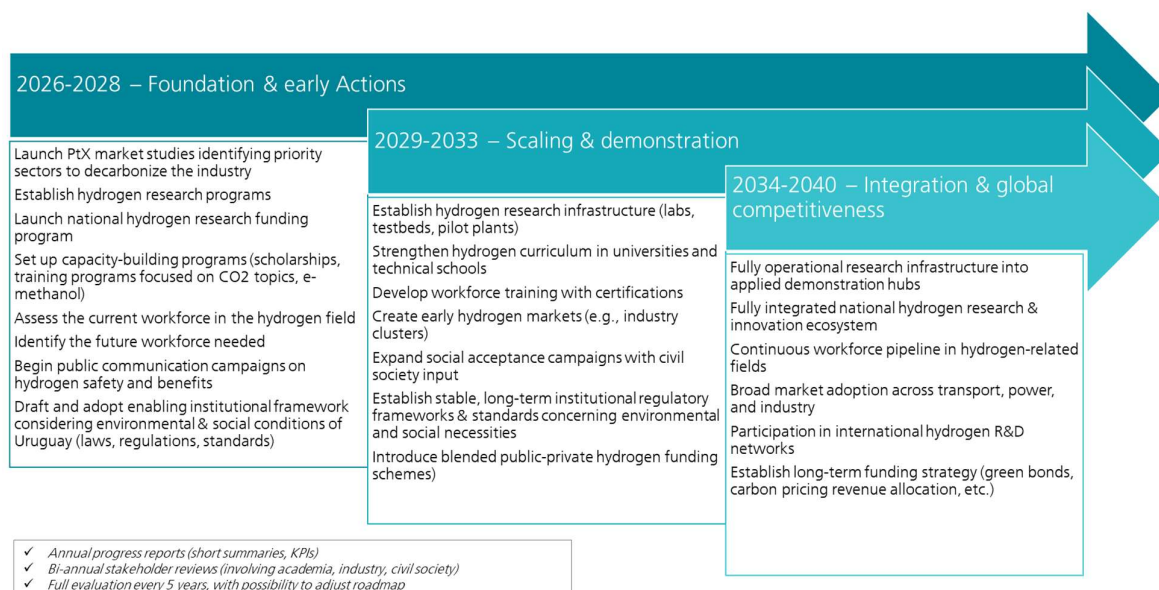 2026-2028 – Foundation & early Actions
Launch PtX market studies identifying priority
sectors to decarbonize the industry
Establish hydrogen research programs
Launch national hydrogen research funding
program
Set up capacity-building programs (scholarships,
training programs focused on CO2 topics, e-
methanol)
Assess the current workforce in the hydrogen field
Identify the future workforce needed
Begin public communication campaigns on
hydrogen safety and benefits
Draft and adopt enabling institutional framework
considering environmental & social conditions of
Uruguay (laws, regulations, standards)
2029-2033 – Scaling & demonstration
Establish hydrogen research infrastructure (labs,
testbeds, pilot plants)
Strengthen hydrogen curriculum in universities and
technical schools
Develop workforce training with certifications
Create early hydrogen markets (e.g., industry
clusters)
Expand social acceptance campaigns with civil
society input
Establish stable, long-term institutional regulatory
frameworks & standards concerning environmental
and social necessities
Introduce blended public-private hydrogen funding
schemes)
2034-2040 – Integration & global
competitiveness
Fully operational research infrastructure into
applied demonstration hubs
Fully integrated national hydrogen research &
innovation ecosystem
Continuous workforce pipeline in hydrogen-related
fields
Broad market adoption across transport, power,
and industry
Participation in international hydrogen R&D
networks
Establish long-term funding strategy (green bonds,
carbon pricing revenue allocation, etc.)
✓ Annual progress reports (short summaries, KPIs)
✓ Bi-annual stakeholder reviews (involving academia, industry, civil society)
✓ Full evaluation every 5 years, with possibility to adjust roadmap